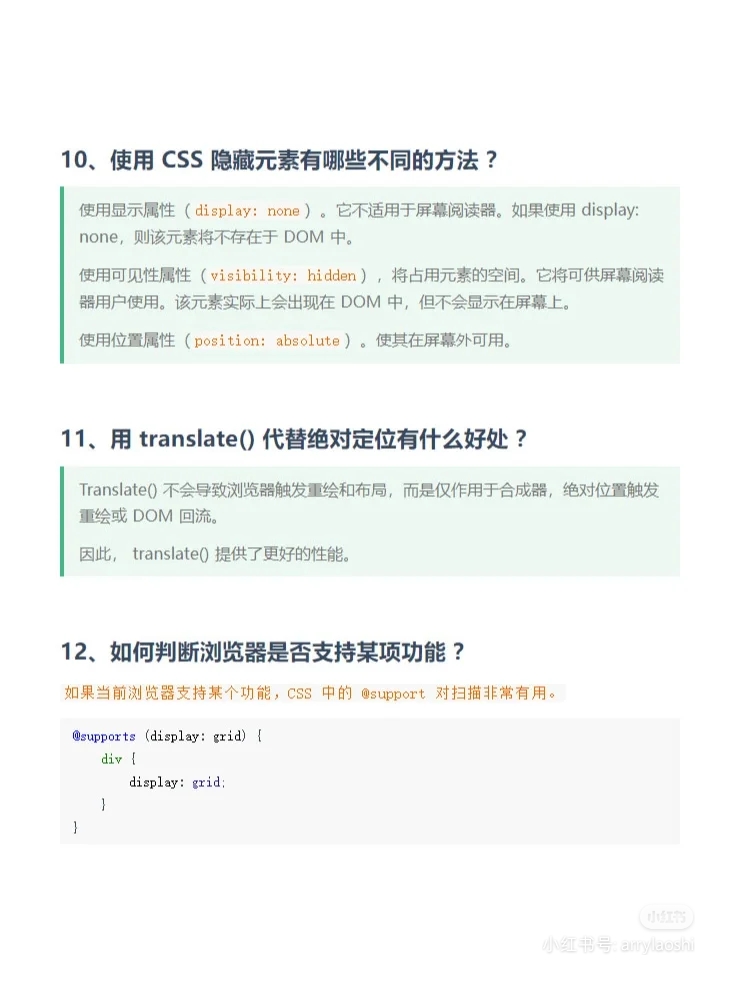 10、使用 CSS 隐藏元素有哪些不同的方法？
使用显示属性（display: none）。它不适用于屏幕阅读器。如果使用 display:
none，则该元素将不存在于 DOM 中。
使用可见性属性（visibility: hidden），将占用元素的空间。它将可供屏幕阅读
器用户使用。该元素实际上会出现在 DOM 中，但不会显示在屏幕上。
使用位置属性（position: absolute）。使其在屏幕外可用。
11、用 translate() 代替绝对定位有什么好处？
Translate() 不会导致浏览器触发重绘和布局，而是仅作用于合成器，绝对位置触发
重绘或 DOM 回流。
因此， translate() 提供了更好的性能。
12、如何判断浏览器是否支持某项功能？
如果当前浏览器支持某个功能，CSS 中的 @support 对扫描非常有用。
@supports (display: grid) {
div {
display: grid;
}
}
小红书
小红书号: arrylaoshi